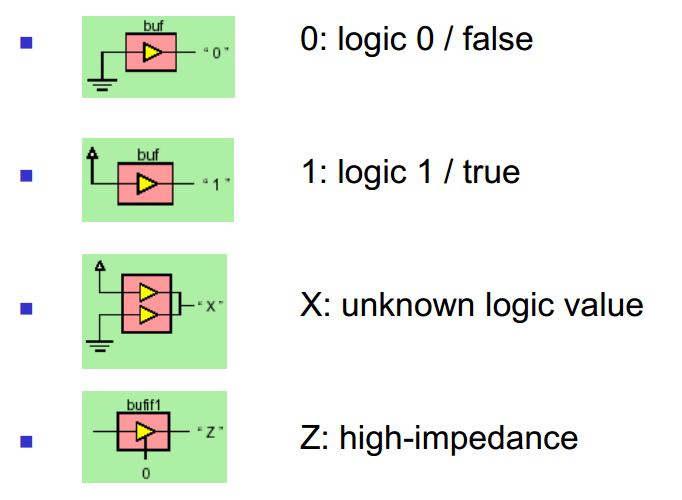 buf
"0"
0: logic 0 / false
buf
"1"
1: logic 1 / true
"X"
X: unknown logic value
bufif1
"Z"
0
Z: high-impedance